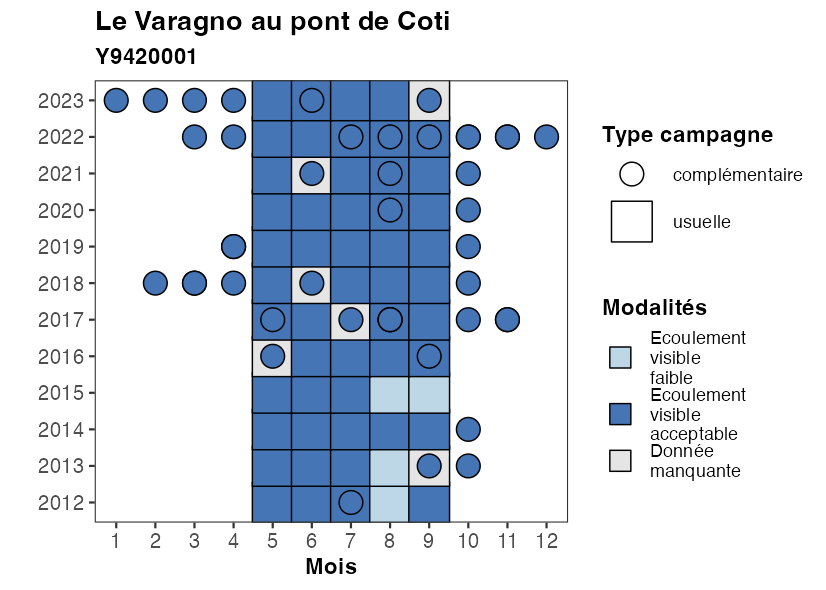 Le Varagno au pont de Coti
Y9420001
2023
2022
2021
2020
2019
2018
2017
2016
2015
2014
2013
2012
1 2 3 4 5 6 7 8 9 10 11 12
Mois
Type campagne
complémentaire
usuelle
Modalités
Ecoulement
visible
faible
Ecoulement
visible
acceptable
Donnée
manquante